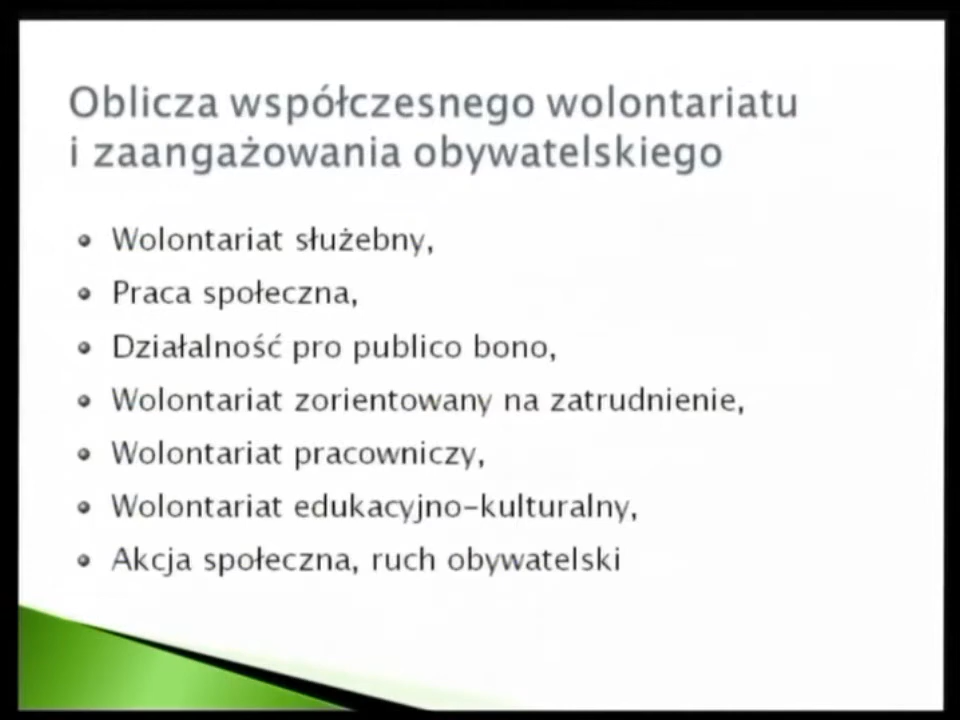 Oblicza współczesnego wolontariatu
i zaangażowania obywatelskiego
Wolontariat służebny,
Praca społeczna,
Działalność pro publico bono,
Wolontariat zorientowany na zatrudnienie,
Wolontariat pracowniczy,
Wolontariat edukacyjno-kulturalny,
Akcja społeczna, ruch obywatelski